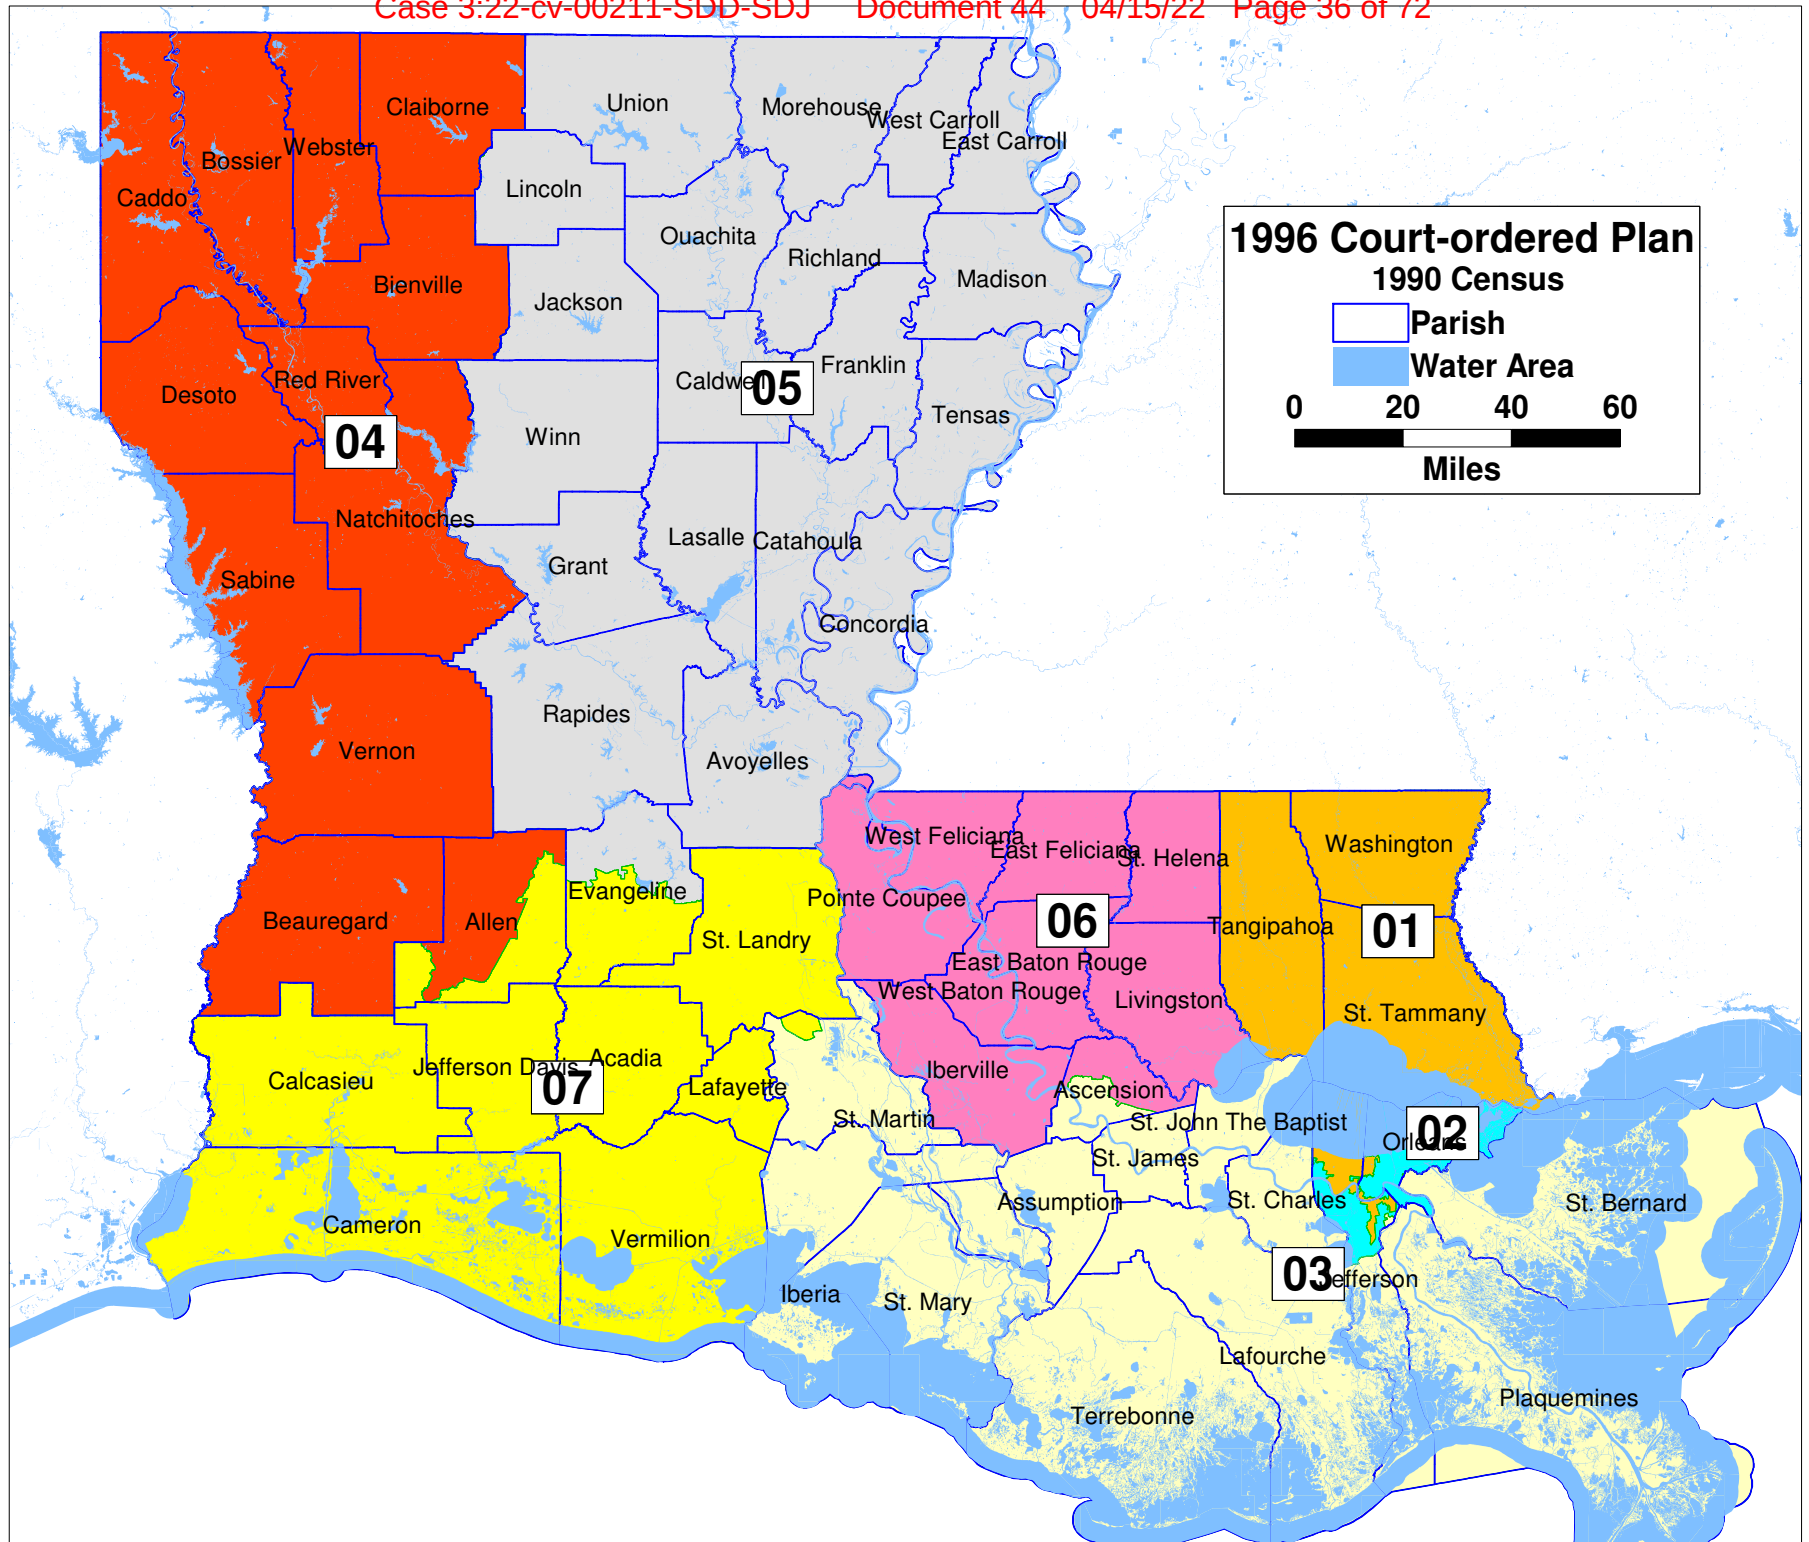 Case 3:22-cv-00211-SDD-SDJ Document 44 04/15/22 Page 36 of 72
1996 Court-ordered Plan
1990 Census
Parish
Water Area
0 20 40 60
Miles
Union
Morehouse
Claiborne
West Carroll
East Carroll
Webster
Bossier
Caddo
Lincoln
Ouachita
Richland
Madison
Bienville
Jackson
Franklin
Red River
Caldwell
05
Desoto
Tensas
04
Winn
Natchitoches
Lasalle
Catahoula
Grant
Sabine
Concordia
Rapides
Vernon
Avoyelles
West Feliciana
East Feliciana
St. Helena
Washington
Evangeline
Pointe Coupee
Beauregard
Allen
06
Tangipahoa
01
St. Landry
East Baton Rouge
West Baton Rouge
Livingston
St. Tammany
Calcasieu
Jefferson Davis
07
Acadia
Lafayette
Iberville
Ascension
St. Martin
St. John The Baptist
Orleans
02
St. James
Assumption
St. Charles
St. Bernard
Cameron
Vermilion
03
Jefferson
Iberia
St. Mary
Lafourche
Plaquemines
Terrebonne